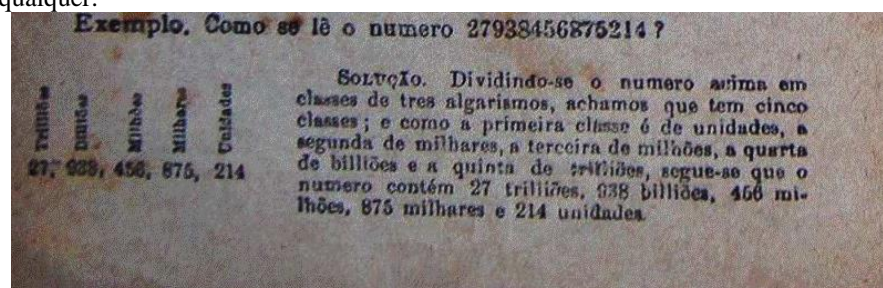 qualquer.
Exemplo. Como se lê o numero 27938456875214?
Trilliões
Billiões
Milhões
Milhares
Unidades
27, 938, 456, 875, 214
SOLUÇÃO. Dividindo-se o numero acima em
classes de tres algarismos, achamos que tem cinco
classes; e como a primeira classe é de unidades, a
segunda de milhares, a terceira de milhões, a quarta
de billiões e a quinta de trilliões, segue-se que o
numero contém 27 trilliões, 938 billiões, 456 mi-
lhões, 875 milhares e 214 unidades